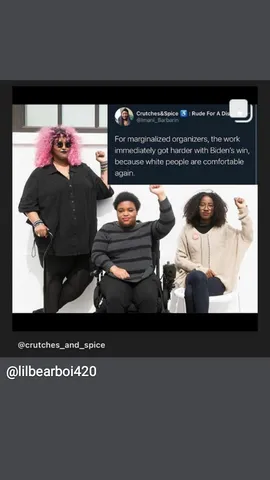 Crutches&Spice ♿ : Rude For A Di
@Imani_Barbarin
For marginalized organizers, the work
immediately got harder with Biden's win,
because white people are comfortable
again.
@crutches_and_spice
@lilbearboi420